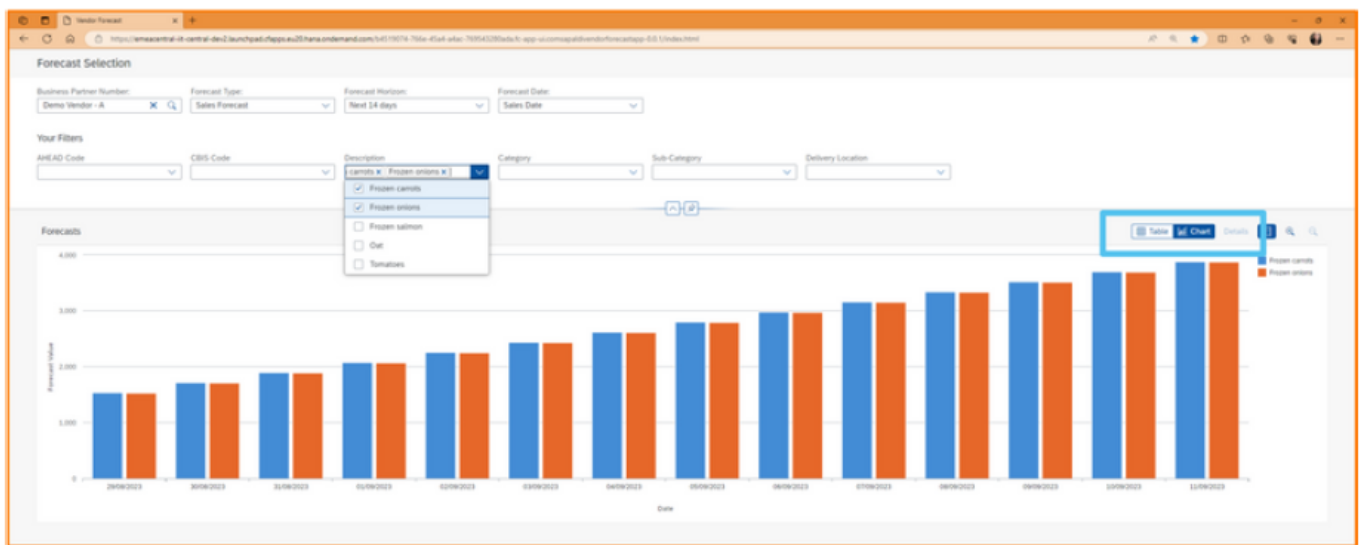 Vendor Forecast
Forecast Selection
Business Partner Number: Forecast Type: Forecast Horizon: Forecast Date:
Demo Vendor - A Sales Forecast Next 14 days Sales Date
Your Filters
AHEAD Code CBIS Code Description Category Sub-Category Delivery Location
carrots Frozen onions
Frozen carrots
Frozen onions
Frozen salmon
Oat
Tomatoes
Forecasts
Table Chart Details
Frozen carrots
Frozen onions
Forecast Value
4,000
3,000
2,000
1,000
0
29/08/2023 30/08/2023 31/08/2023 01/09/2023 02/09/2023 03/09/2023 04/09/2023 05/09/2023 06/09/2023 07/09/2023 08/09/2023 09/09/2023 10/09/2023 11/09/2023
Date